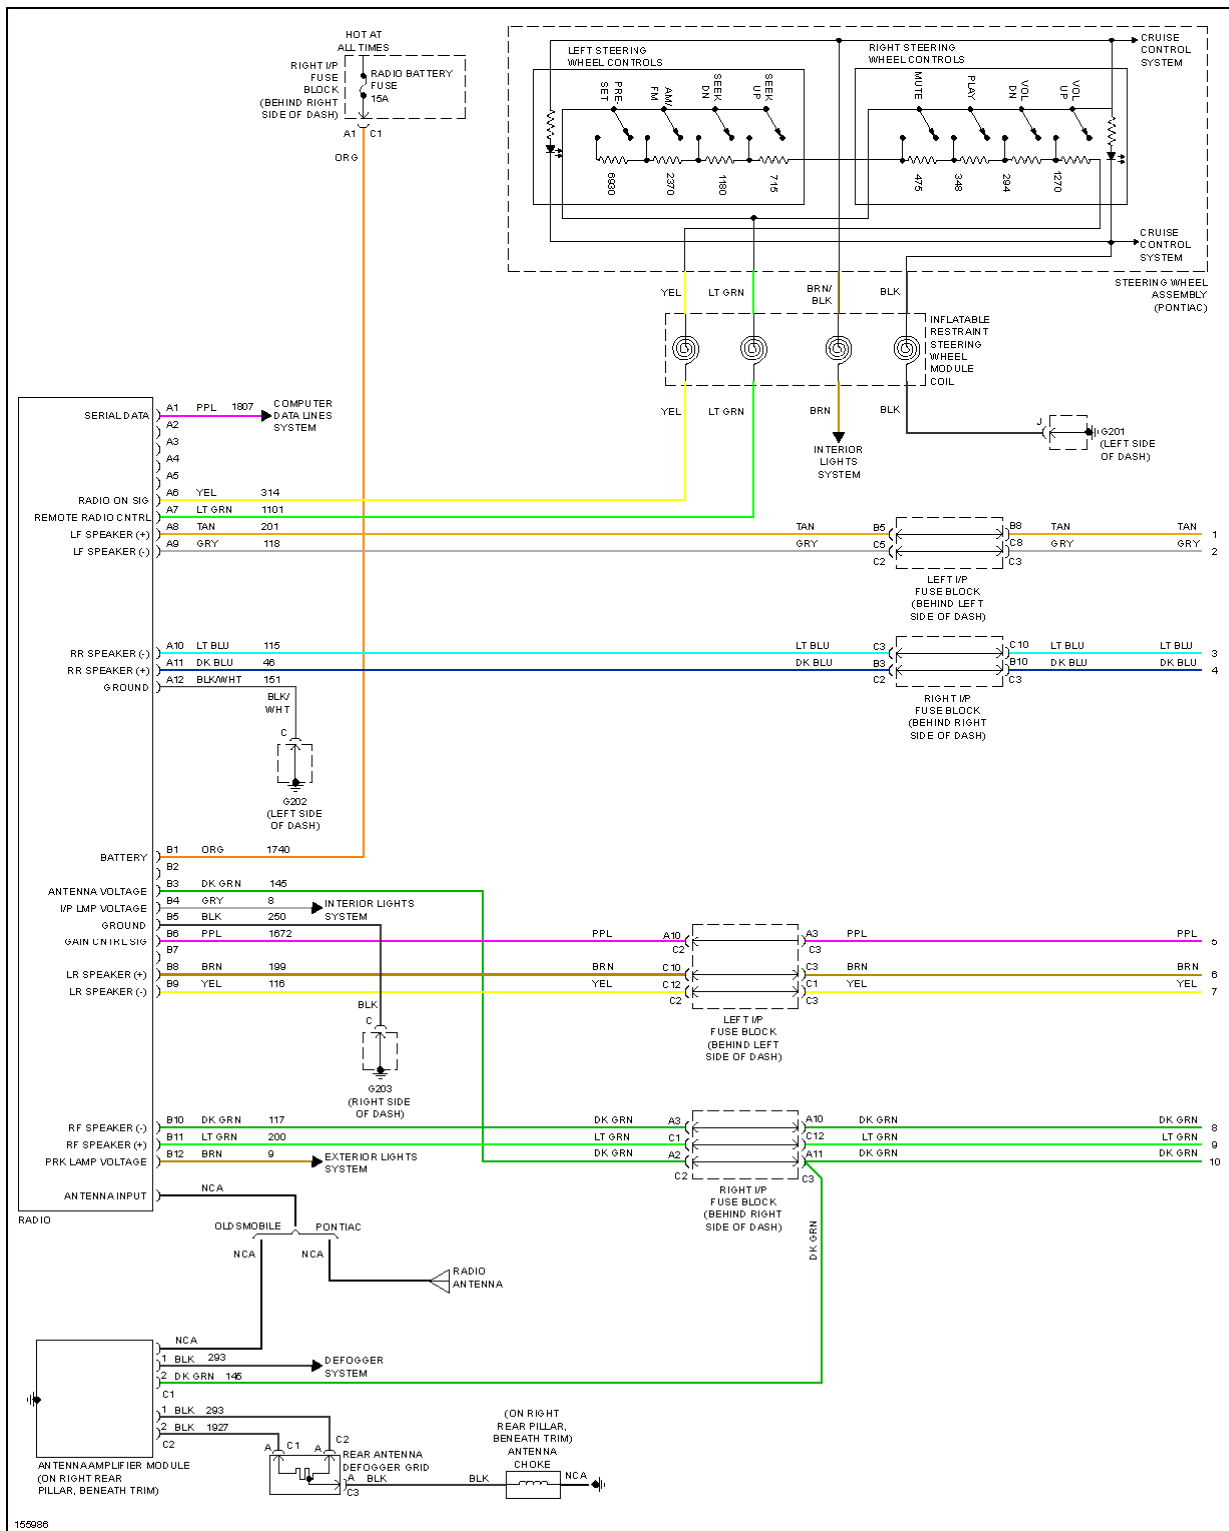 HOT AT
ALL TIMES
RIGHT I/P
FUSE
BLOCK
(BEHIND RIGHT
SIDE OF DASH)
RADIO BATTERY
FUSE
15A
A1 C1
ORG
LEFT STEERING
WHEEL CONTROLS
RIGHT STEERING
WHEEL CONTROLS
CRUISE
CONTROL
SYSTEM
PRE-
SET
AM/
FM
SEEK
DN
SEEK
UP
MUTE
PLAY
VOL
DN
VOL
UP
6930
2370
1180
715
475
348
294
1270
CRUISE
CONTROL
SYSTEM
STEERING WHEEL
ASSEMBLY
(PONTIAC)
YEL
LT GRN
BRN/
BLK
BLK
INFLATABLE
RESTRAINT
STEERING
WHEEL
MODULE
COIL
YEL
LT GRN
BRN
BLK
INTERIOR
LIGHTS
SYSTEM
J
G201
(LEFT SIDE
OF DASH)
SERIAL DATA A1 PPL 1807
COMPUTER
DATA LINES
SYSTEM
A2
A3
A4
A5
RADIO ON SIG A6 YEL 314
REMOTE RADIO CNTRL A7 LT GRN 1101
LF SPEAKER (+) A8 TAN 201 TAN B5 B8 TAN TAN 1
LF SPEAKER (-) A9 GRY 118 GRY C5 C8 GRY GRY 2
C2 C3
LEFT I/P
FUSE BLOCK
(BEHIND LEFT
SIDE OF DASH)
RR SPEAKER (-) A10 LT BLU 115 LT BLU C3 C10 LT BLU LT BLU 3
RR SPEAKER (+) A11 DK BLU 46 DK BLU B3 B10 DK BLU DK BLU 4
GROUND A12 BLK/WHT 151
C2 C3
BLK/
WHT
C
G202
(LEFT SIDE
OF DASH)
RIGHT I/P
FUSE BLOCK
(BEHIND RIGHT
SIDE OF DASH)
BATTERY B1 ORG 1740
B2
ANTENNA VOLTAGE B3 DK GRN 145
I/P LMP VOLTAGE B4 GRY 8
INTERIOR LIGHTS
SYSTEM
GROUND B5 BLK 250
GAIN CNTRL SIG B6 PPL 1672 PPL A10 A3 PPL PPL 5
C2 C3
B7
LR SPEAKER (+) B8 BRN 199 BRN C10 C3 BRN BRN 6
LR SPEAKER (-) B9 YEL 116 YEL C12 C1 YEL YEL 7
C2 C3
BLK
C
G203
(RIGHT SIDE
OF DASH)
LEFT I/P
FUSE BLOCK
(BEHIND LEFT
SIDE OF DASH)
RF SPEAKER (-) B10 DK GRN 117 DK GRN A3 A10 DK GRN DK GRN 8
RF SPEAKER (+) B11 LT GRN 200 LT GRN C1 C12 LT GRN LT GRN 9
PRK LAMP VOLTAGE B12 BRN 9 DK GRN A2 A11 DK GRN DK GRN 10
EXTERIOR LIGHTS
SYSTEM
C2 C3
RIGHT I/P
FUSE BLOCK
(BEHIND RIGHT
SIDE OF DASH)
DK GRN
ANTENNA INPUT NCA
RADIO
OLDSMOBILE PONTIAC
NCA NCA
RADIO
ANTENNA
NCA
1 BLK 293
DEFOGGER
SYSTEM
2 DK GRN 145
C1
1 BLK 293
2 BLK 1927
C2
ANTENNA AMPLIFIER MODULE
(ON RIGHT REAR
PILLAR, BENEATH TRIM)
A C1 A C2
REAR ANTENNA
DEFOGGER GRID
A BLK BLK
C3
(ON RIGHT
REAR PILLAR,
BENEATH TRIM)
ANTENNA
CHOKE
NCA
155986